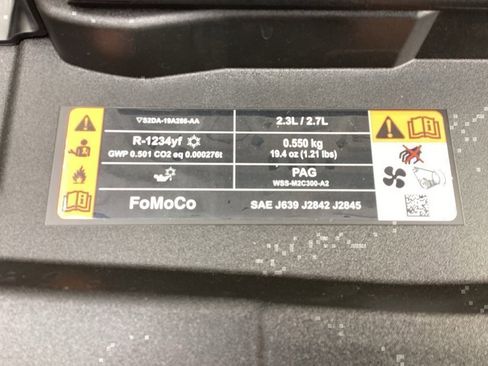 ▽S2DA-19A286-AA
2.3L / 2.7L
R-1234yf
GWP 0.501 CO2 eq 0.000276t
0.550 kg
19.4 oz (1.21 lbs)
PAG
WSS-M2C300-A2
FoMoCo
SAE J639 J2842 J2845